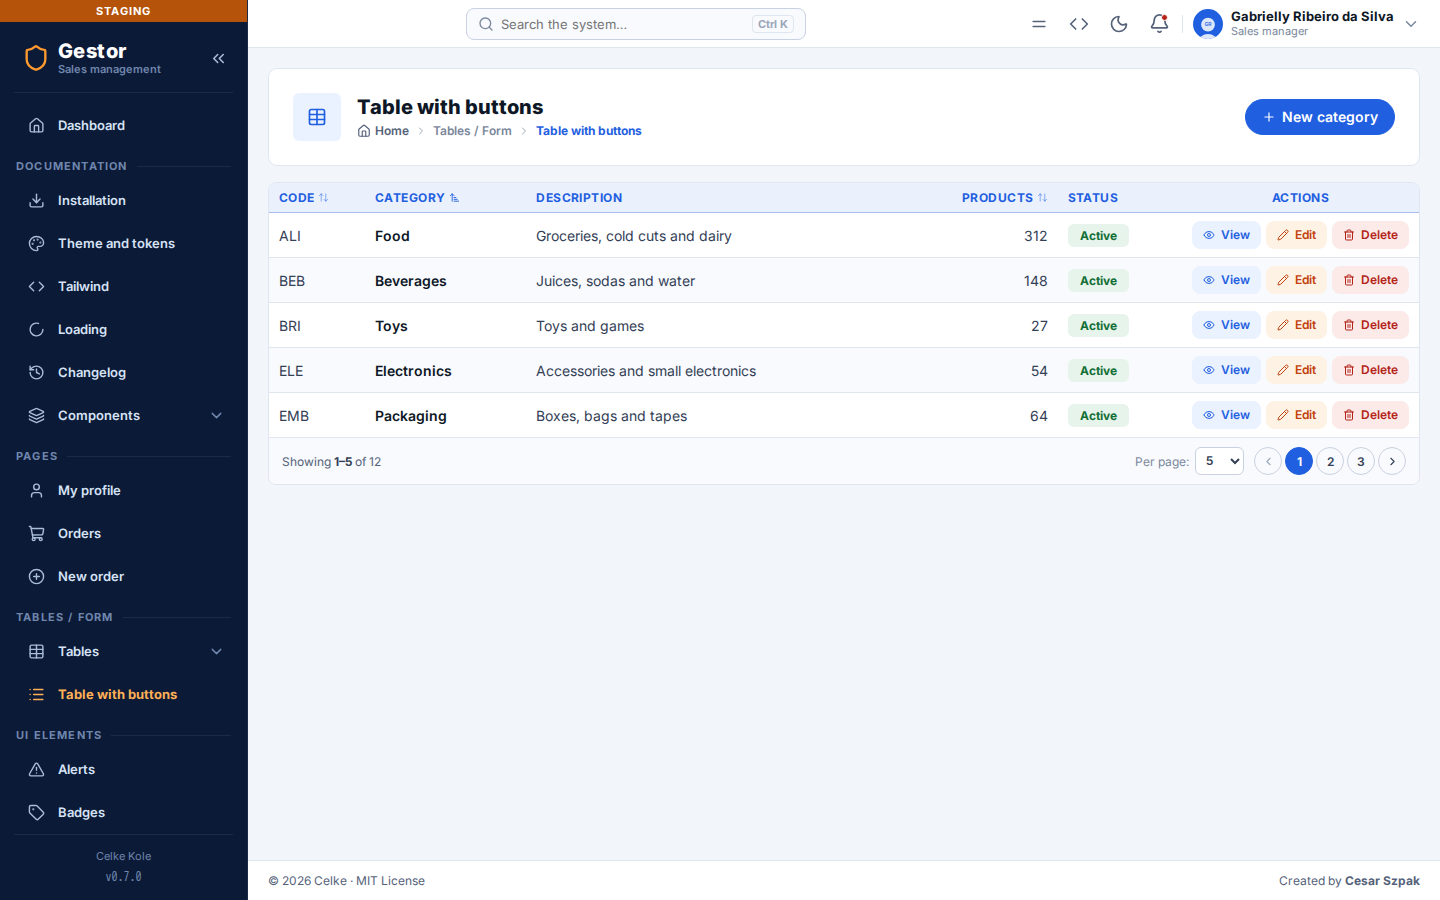 STAGING
Gestor
Sales management
Dashboard
DOCUMENTATION
Installation
Theme and tokens
Tailwind
Loading
Changelog
Components
PAGES
My profile
Orders
New order
TABLES / FORM
Tables
Table with buttons
UI ELEMENTS
Alerts
Badges
Celke Kole
v0.7.0
Search the system...
Ctrl K
GR
Gabrielly Ribeiro da Silva
Sales manager
Table with buttons
Home > Tables / Form > Table with buttons
+ New category
CODE CATEGORY DESCRIPTION PRODUCTS STATUS ACTIONS
ALI Food Groceries, cold cuts and dairy 312 Active View Edit Delete
BEB Beverages Juices, sodas and water 148 Active View Edit Delete
BRI Toys Toys and games 27 Active View Edit Delete
ELE Electronics Accessories and small electronics 54 Active View Edit Delete
EMB Packaging Boxes, bags and tapes 64 Active View Edit Delete
Showing 1–5 of 12
Per page: 5 1 2 3
© 2026 Celke · MIT License
Created by Cesar Szpak